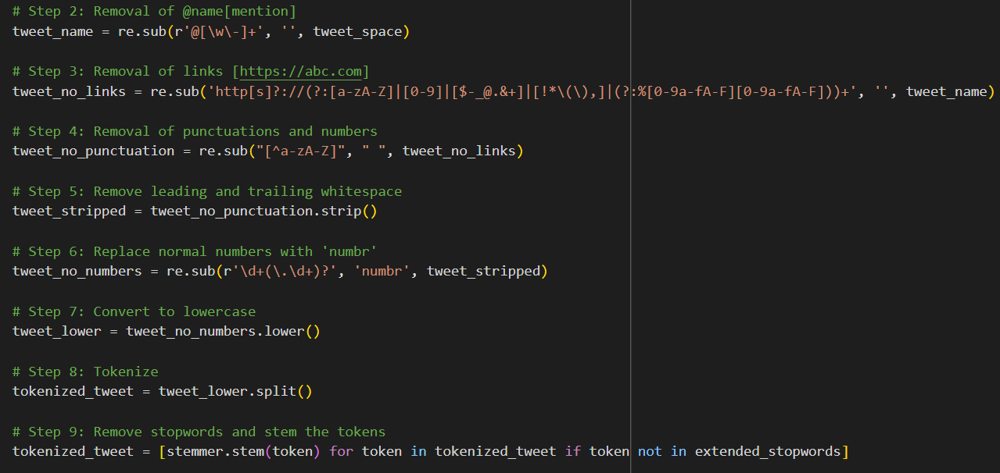 # Step 2: Removal of @name[mention]
tweet_name = re.sub(r'@[\w\-]+', '', tweet_space)
# Step 3: Removal of links [https://abc.com]
tweet_no_links = re.sub('http[s]?://(?:[a-zA-Z]|[0-9]|[$-_@.&+]|[!*\(\),]|(?:%[0-9a-fA-F][0-9a-fA-F]))+', '', tweet_name)
# Step 4: Removal of punctuations and numbers
tweet_no_punctuation = re.sub("[^a-zA-Z]", " ", tweet_no_links)
# Step 5: Remove leading and trailing whitespace
tweet_stripped = tweet_no_punctuation.strip()
# Step 6: Replace normal numbers with 'numbr'
tweet_no_numbers = re.sub(r'\d+(\.\d+)?', 'numbr', tweet_stripped)
# Step 7: Convert to lowercase
tweet_lower = tweet_no_numbers.lower()
# Step 8: Tokenize
tokenized_tweet = tweet_lower.split()
# Step 9: Remove stopwords and stem the tokens
tokenized_tweet = [stemmer.stem(token) for token in tokenized_tweet if token not in extended_stopwords]